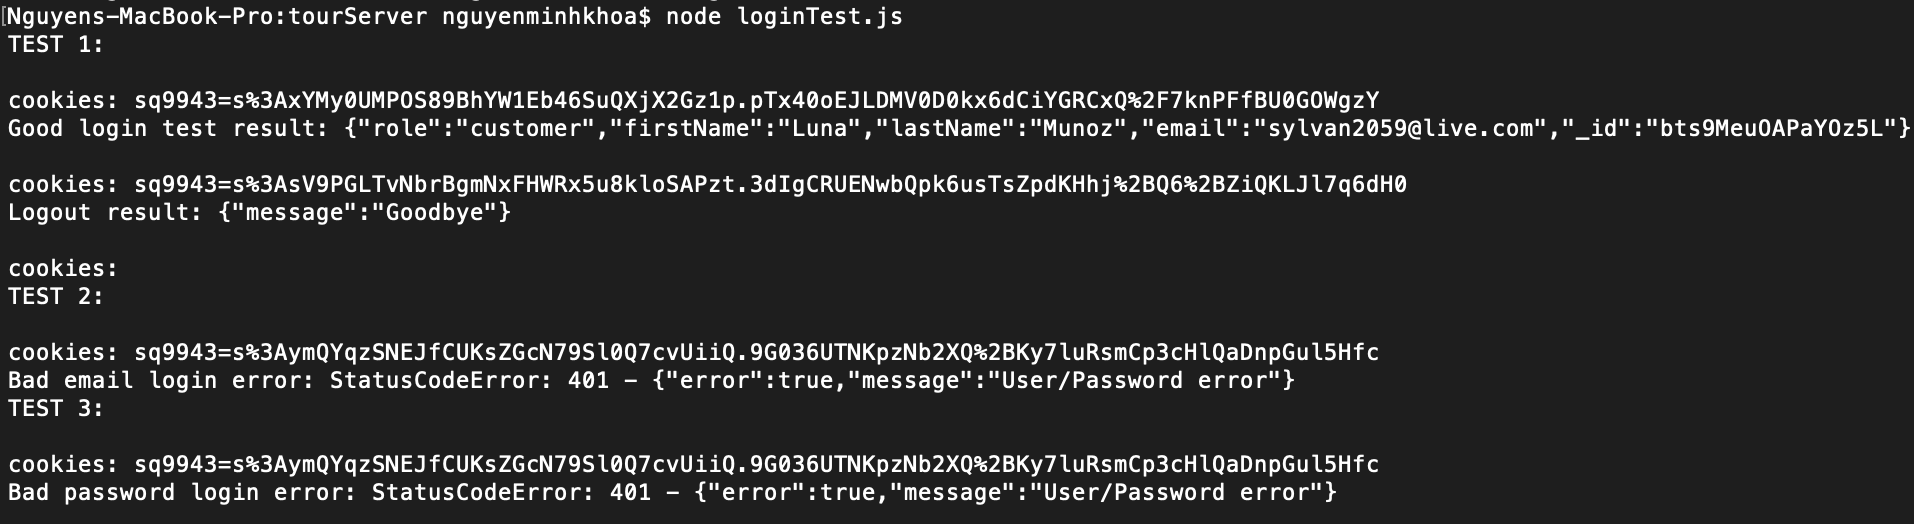 Nguyens-MacBook-Pro:tourServer nguyenminhkhoa$ node loginTest.js
TEST 1:
cookies: sq9943=s%3AxYMy0UMPOS89BhYW1Eb46SuQXjX2Gz1p.pTx40oEJLDMV0D0kx6dCiYGRCxQ%2F7knPFfBU0GOWgzY
Good login test result: {"role":"customer","firstName":"Luna","lastName":"Munoz","email":"sylvan2059@live.com","_id":"bts9MeuOAPaYOz5L"}
cookies: sq9943=s%3AsV9PGLTvNbrBgmNxFHWRx5u8kloSAPzt.3dIgCRUENwbQpk6usTsZpdKHhj%2BQ6%2BZiQKLJl7q6dH0
Logout result: {"message":"Goodbye"}
cookies:
TEST 2:
cookies: sq9943=s%3AymQYqzSNEJfCUKsZGcN79Sl0Q7cvUiiQ.9G036UTNKpzNb2XQ%2BKy7luRsmCp3cHlQaDnpGul5Hfc
Bad email login error: StatusCodeError: 401 - {"error":true,"message":"User/Password error"}
TEST 3:
cookies: sq9943=s%3AymQYqzSNEJfCUKsZGcN79Sl0Q7cvUiiQ.9G036UTNKpzNb2XQ%2BKy7luRsmCp3cHlQaDnpGul5Hfc
Bad password login error: StatusCodeError: 401 - {"error":true,"message":"User/Password error"}